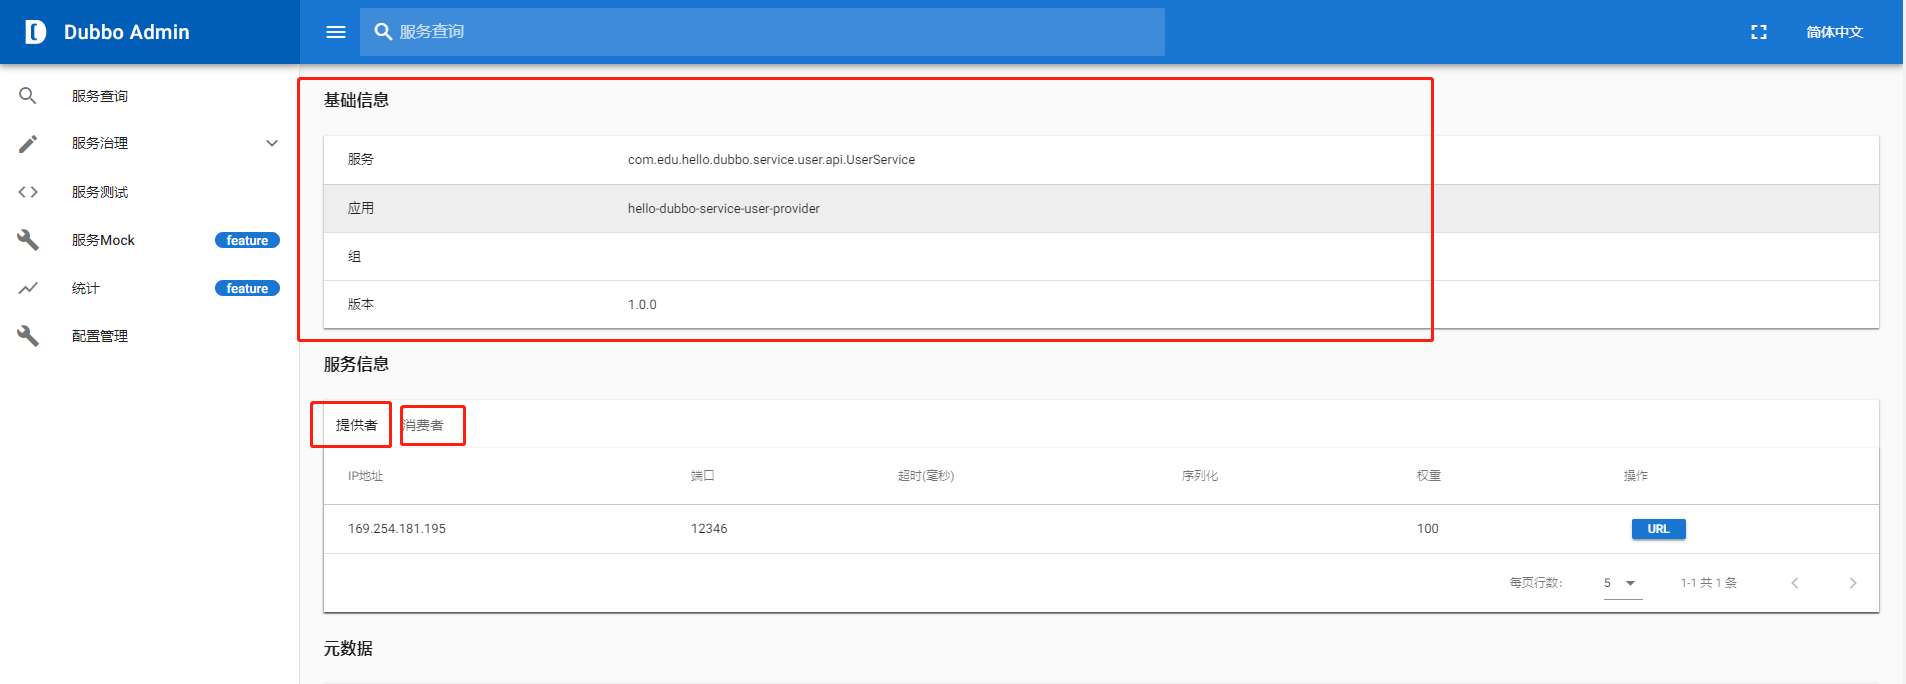 Dubbo Admin
服务查询
简体中文
服务查询
服务治理
服务测试
服务Mock feature
统计 feature
配置管理
基础信息
服务 com.edu.hello.dubbo.service.user.api.UserService
应用 hello-dubbo-service-user-provider
组
版本 1.0.0
服务信息
提供者 消费者
IP地址 端口 超时(毫秒) 序列化 权重 操作
169.254.181.195 12346 100 URL
每页行数: 5 1-1 共 1 条
元数据